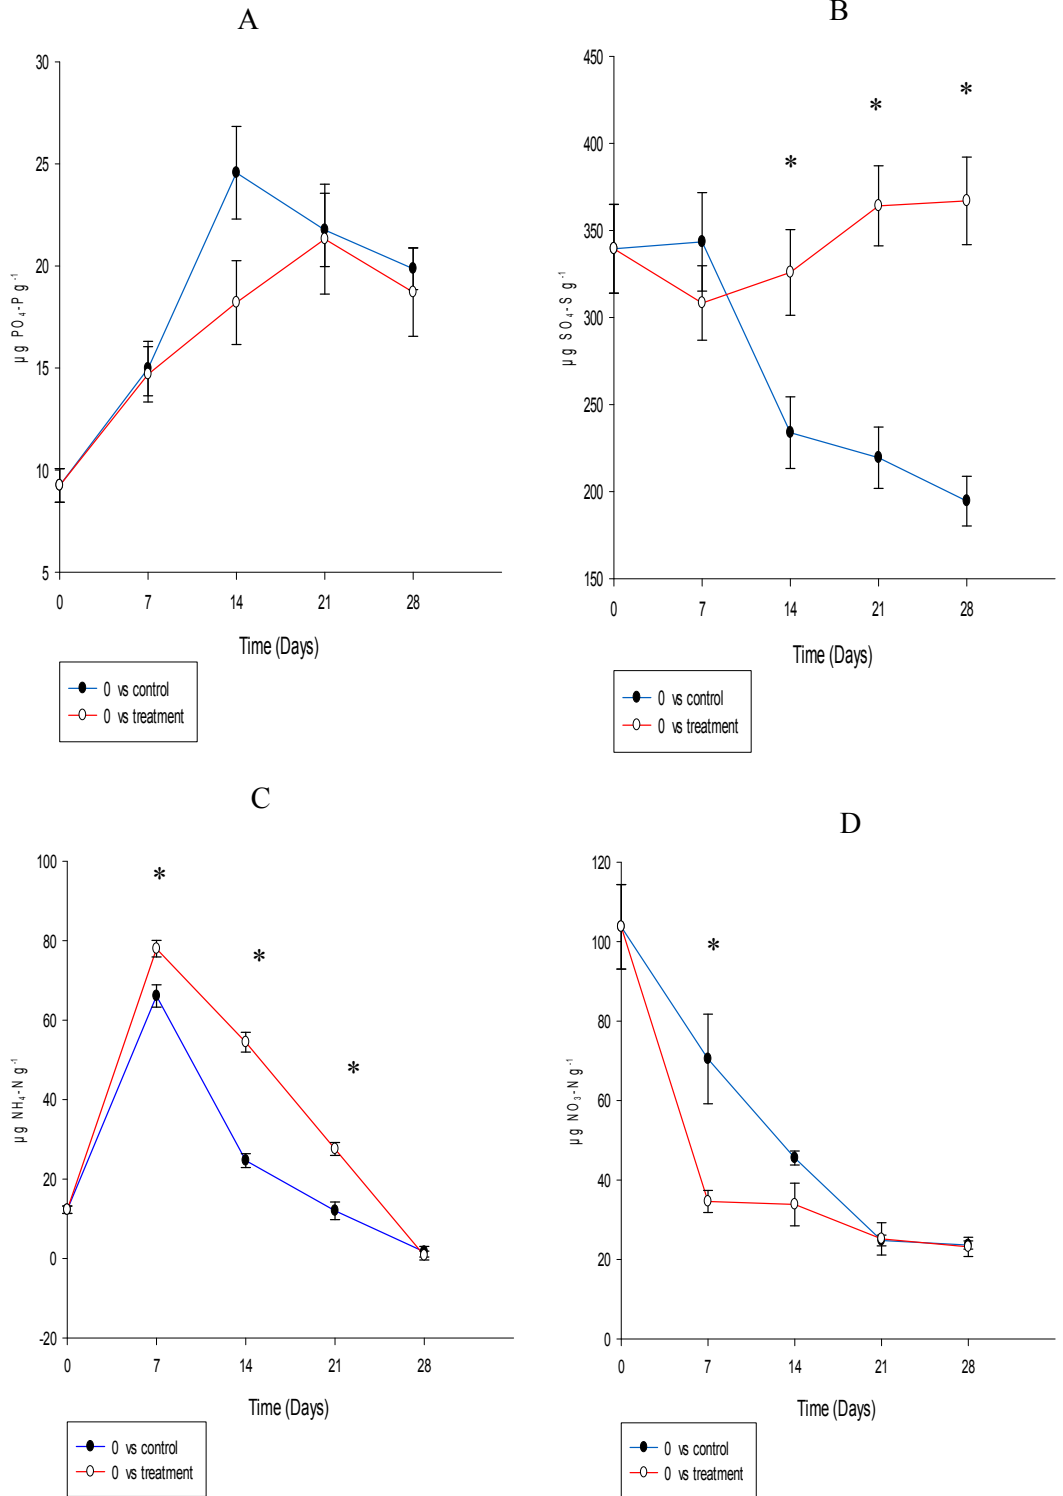 A
30
25
20
15
10
5
µg PO₄-P g⁻¹
0 7 14 21 28
Time (Days)
0 vs control
0 vs treatment
B
450
400
350
300
250
200
150
µg SO₄-S g⁻¹
* * *
0 7 14 21 28
Time (Days)
0 vs control
0 vs treatment
C
100
80
60
40
20
0
-20
µg NH₄-N g⁻¹
* * *
0 7 14 21 28
Time (Days)
0 vs control
0 vs treatment
D
120
100
80
60
40
20
0
µg NO₃-N g⁻¹
*
0 7 14 21 28
Time (Days)
0 vs control
0 vs treatment